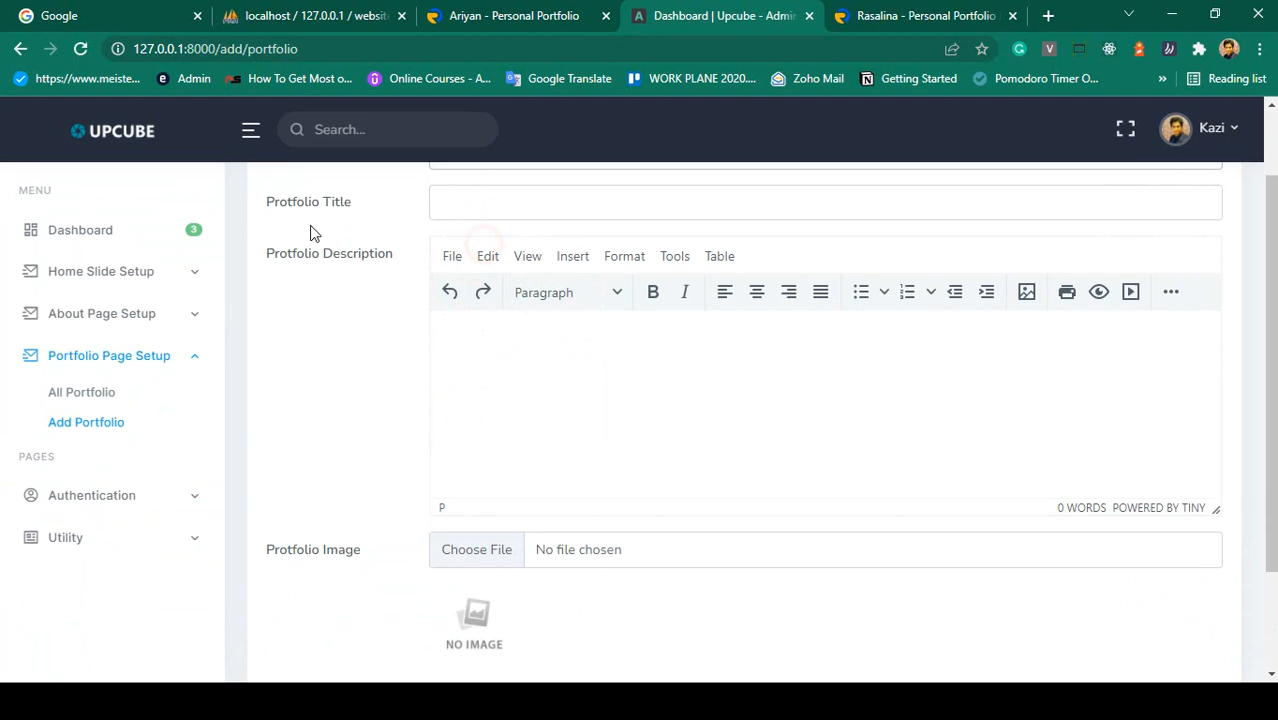 Google
localhost / 127.0.0.1 / website
Ariyan - Personal Portfolio
Dashboard | Upcube - Admin
Rasalina - Personal Portfolio
127.0.0.1:8000/add/portfolio
https://www.meiste...
Admin
How To Get Most o...
Online Courses - A...
Google Translate
WORK PLANE 2020....
Zoho Mail
Getting Started
Pomodoro Timer O...
Reading list
UPCUBE
Search...
Kazi
MENU
Dashboard
3
Home Slide Setup
About Page Setup
Portfolio Page Setup
All Portfolio
Add Portfolio
PAGES
Authentication
Utility
Protfolio Title
Protfolio Description
File Edit View Insert Format Tools Table
Paragraph
P
0 WORDS POWERED BY TINY
Protfolio Image
Choose File No file chosen
NO IMAGE